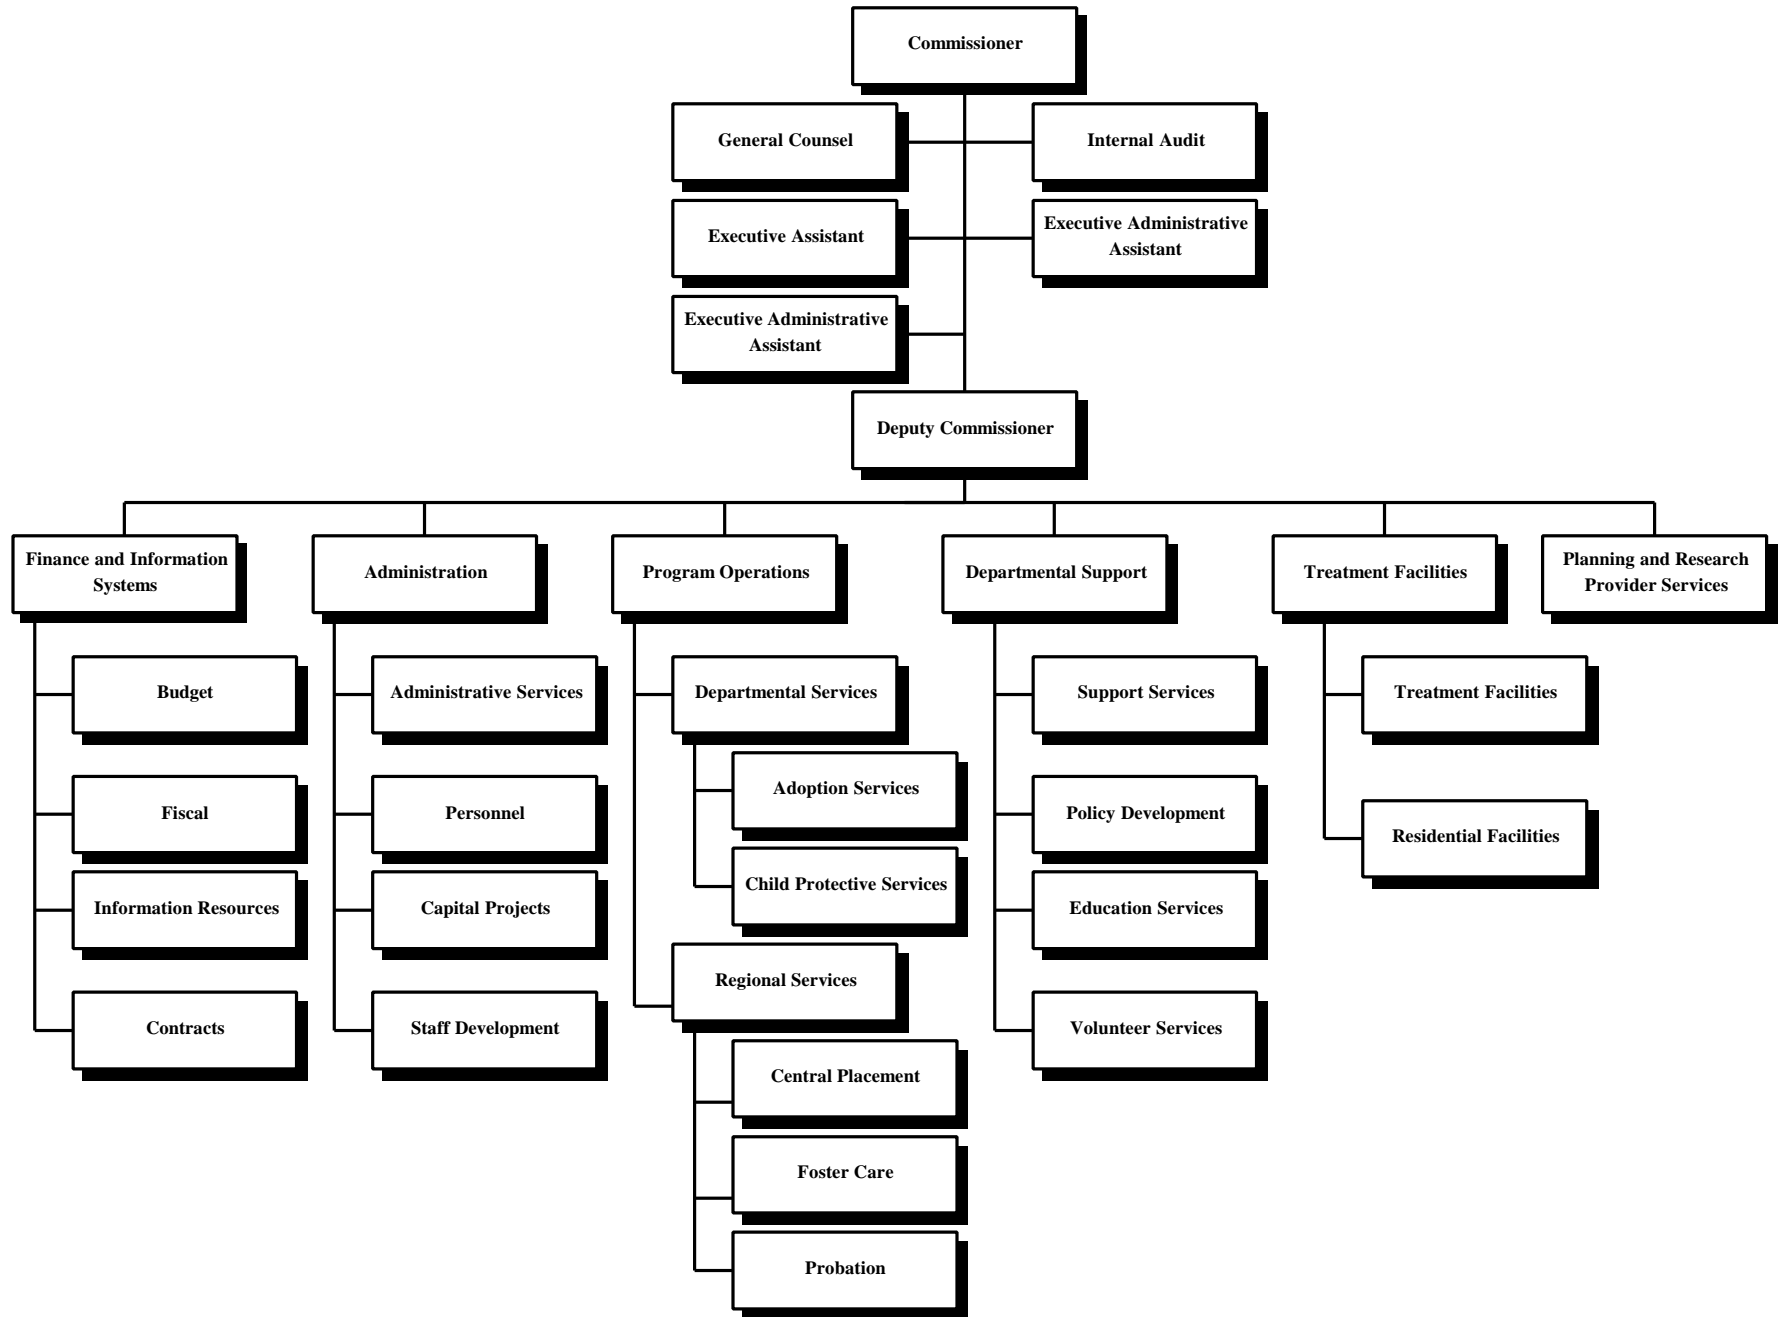 Commissioner
General Counsel
Internal Audit
Executive Assistant
Executive Administrative
Assistant
Executive Administrative
Assistant
Deputy Commissioner
Finance and Information
Systems
Administration
Program Operations
Departmental Support
Treatment Facilities
Planning and Research
Provider Services
Budget
Administrative Services
Departmental Services
Support Services
Treatment Facilities
Adoption Services
Fiscal
Personnel
Policy Development
Residential Facilities
Child Protective Services
Information Resources
Capital Projects
Education Services
Regional Services
Contracts
Staff Development
Volunteer Services
Central Placement
Foster Care
Probation